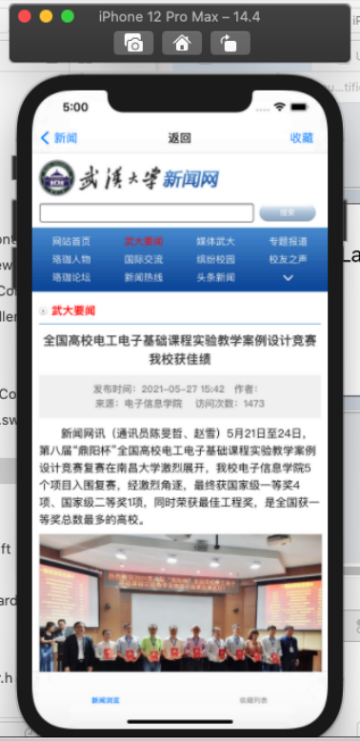 iPhone 12 Pro Max – 14.4
5:00
新闻
返回
收藏
武汉大学新闻网
搜索
网站首页 武大要闻 媒体武大 专题报道
珞珈人物 国际交流 缤纷校园 校友之声
珞珈论坛 新闻热线 头条新闻
武大要闻
全国高校电工电子基础课程实验教学案例设计竞赛
我校获佳绩
发布时间：2021-05-27 15:42 作者：
来源：电子信息学院 访问次数：1473
新闻网讯（通讯员陈旻哲、赵雪）5月21日至24日，
第八届“鼎阳杯”全国高校电工电子基础课程实验教学案例
设计竞赛复赛在南昌大学激烈展开，我校电子信息学院5
个项目入围复赛，经激烈角逐，最终获国家级一等奖4
项、国家级二等奖1项，同时荣获最佳工程奖，是全国获一
等奖总数最多的高校。
新闻浏览
收藏列表